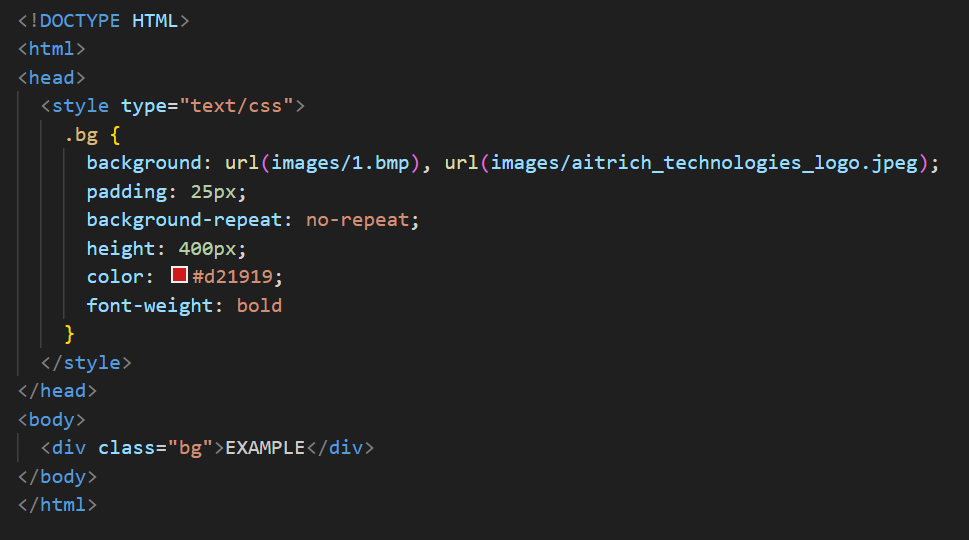 <!DOCTYPE HTML>
<html>
<head>
  <style type="text/css">
    .bg {
      background: url(images/1.bmp), url(images/aitrich_technologies_logo.jpeg);
      padding: 25px;
      background-repeat: no-repeat;
      height: 400px;
      color: #d21919;
      font-weight: bold
    }
  </style>
</head>
<body>
  <div class="bg">EXAMPLE</div>
</body>
</html>